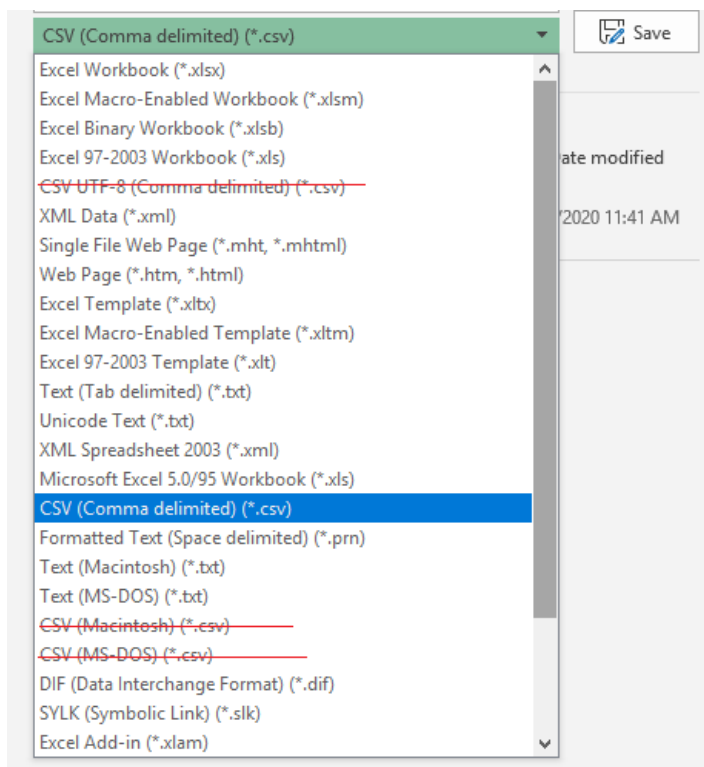 CSV (Comma delimited) (*.csv)
Save
Excel Workbook (*.xlsx)
Excel Macro-Enabled Workbook (*.xlsm)
Excel Binary Workbook (*.xlsb)
Excel 97-2003 Workbook (*.xls)
ate modified
CSV UTF-8 (Comma delimited) (*.csv)
XML Data (*.xml)
/2020 11:41 AM
Single File Web Page (*.mht, *.mhtml)
Web Page (*.htm, *.html)
Excel Template (*.xltx)
Excel Macro-Enabled Template (*.xltm)
Excel 97-2003 Template (*.xlt)
Text (Tab delimited) (*.txt)
Unicode Text (*.txt)
XML Spreadsheet 2003 (*.xml)
Microsoft Excel 5.0/95 Workbook (*.xls)
CSV (Comma delimited) (*.csv)
Formatted Text (Space delimited) (*.prn)
Text (Macintosh) (*.txt)
Text (MS-DOS) (*.txt)
CSV (Macintosh) (*.csv)
CSV (MS-DOS) (*.csv)
DIF (Data Interchange Format) (*.dif)
SYLK (Symbolic Link) (*.slk)
Excel Add-in (*.xlam)